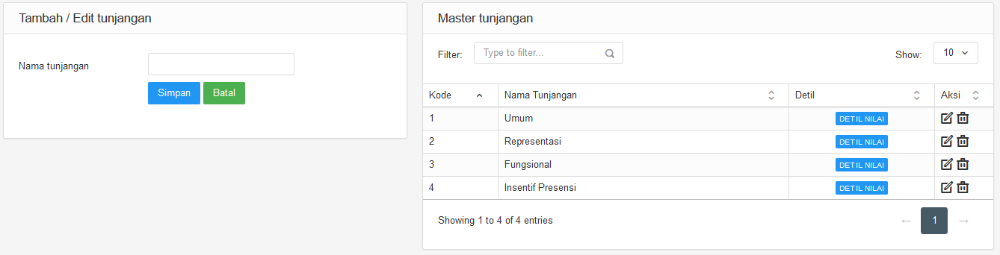 Tambah / Edit tunjangan
Nama tunjangan
Simpan Batal
Master tunjangan
Filter: Type to filter... Show: 10
Kode Nama Tunjangan Detil Aksi
1 Umum DETIL NILAI
2 Representasi DETIL NILAI
3 Fungsional DETIL NILAI
4 Insentif Presensi DETIL NILAI
Showing 1 to 4 of 4 entries ← 1 →